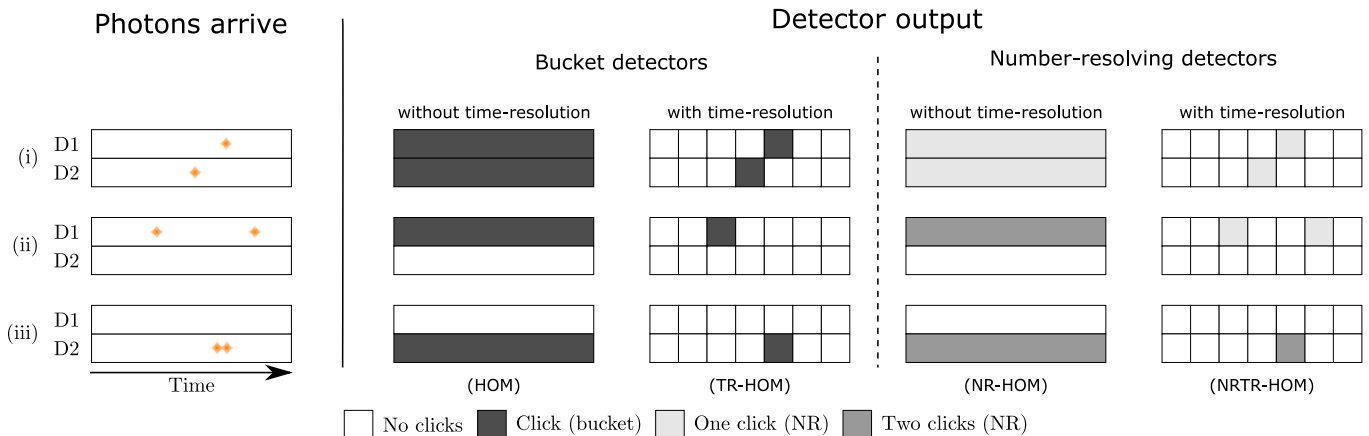 Photons arrive
Detector output
Bucket detectors
Number-resolving detectors
without time-resolution
with time-resolution
without time-resolution
with time-resolution
(i)
D1
D2
(ii)
D1
D2
(iii)
D1
D2
Time
(HOM)
(TR-HOM)
(NR-HOM)
(NRTR-HOM)
No clicks
Click (bucket)
One click (NR)
Two clicks (NR)